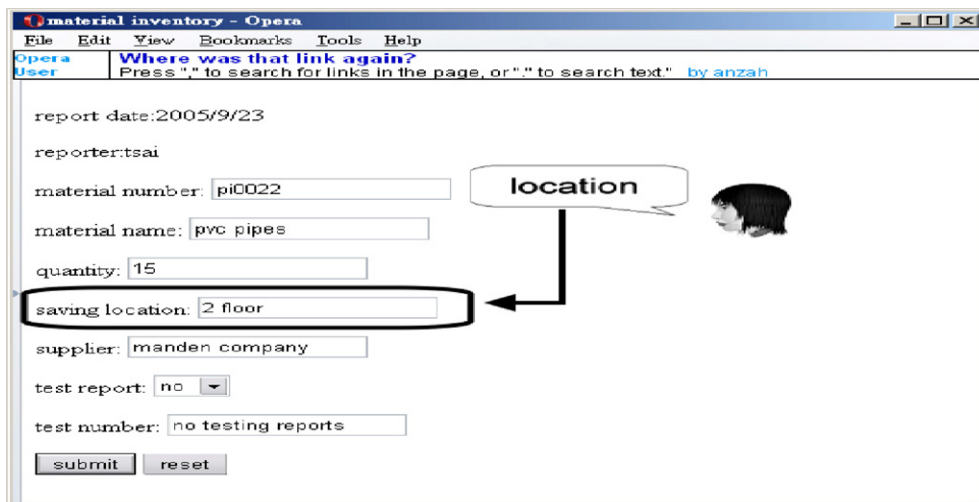 material inventory - Opera
File Edit View Bookmarks Tools Help
Opera User
Where was that link again?
Press "," to search for links in the page, or "." to search text." by anzah
report date:2005/9/23
reporter:tsai
material number: pi0022
location
material name: pvc pipes
quantity: 15
saving location: 2 floor
supplier: manden company
test report: no
test number: no testing reports
submit reset